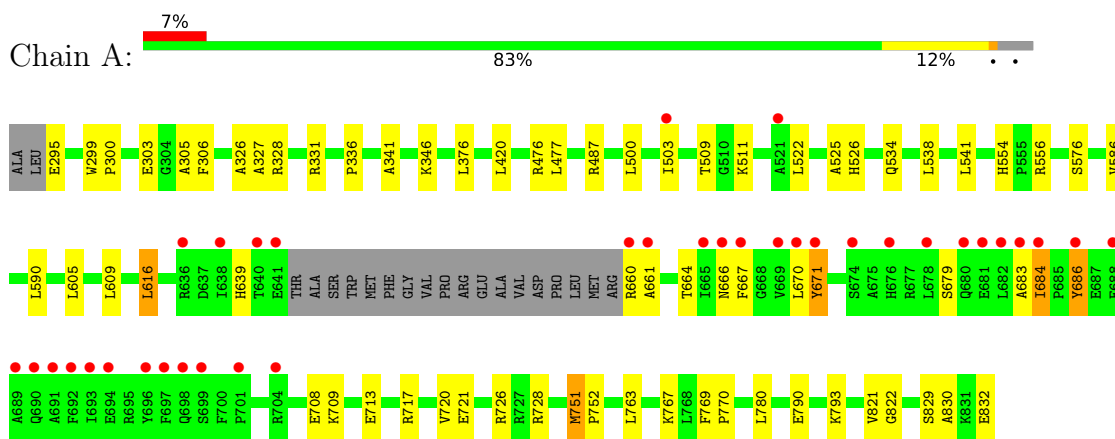 7%
Chain A:
83%
12%
• •
ALA LEU E295 W299 P300 E303 G304 A305 F306 A326 A327 R328 R331 P336 A341 K346 L376 L420 R476 L477 R487 L500 I503 T509 G510 K511 A521 L522 A525 H526 Q534 L538 L541 H554 P555 R556 S576 V586
L590 L605 L609 L616 R636 D637 I638 H639 T640 E641 THR ALA SER TRP MET PHE GLY VAL PRO ARG GLU ALA VAL ASP PRO LEU MET ARG R660 A661 T664 I665 N666 F667 G668 V669 L670 Y671 S674 A675 H676 R677 L678 S679 Q680 E681 L682 A683 I684 P685 Y686 E687 E688
A689 Q690 A691 F692 I693 E694 R695 Y696 F697 Q698 S699 F700 P701 R704 E708 K709 E713 R717 V720 E721 R726 R727 R728 M751 P752 L763 K767 L768 F769 P770 L780 E790 K793 V821 G822 S829 A830 K831 E832